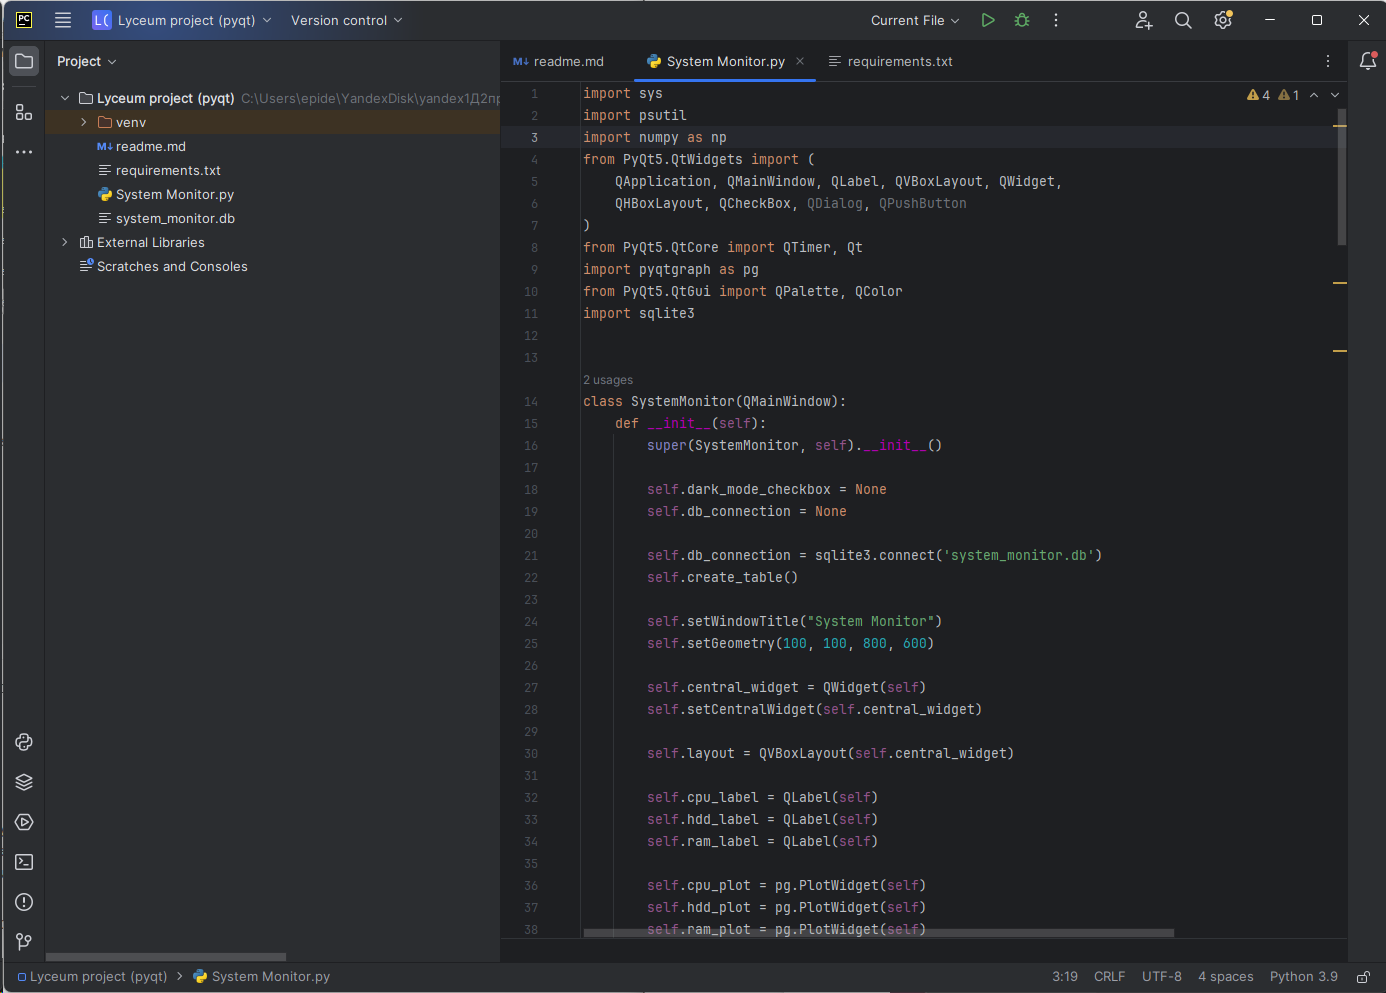 PC
LC Lyceum project (pyqt) Version control Current File
Project
readme.md System Monitor.py requirements.txt
Lyceum project (pyqt) C:\Users\epide\YandexDisk\yandex1Д2пр
venv
readme.md
requirements.txt
System Monitor.py
system_monitor.db
External Libraries
Scratches and Consoles
4 1
1 import sys
2 import psutil
3 import numpy as np
4 from PyQt5.QtWidgets import (
5 QApplication, QMainWindow, QLabel, QVBoxLayout, QWidget,
6 QHBoxLayout, QCheckBox, QDialog, QPushButton
7 )
8 from PyQt5.QtCore import QTimer, Qt
9 import pyqtgraph as pg
10 from PyQt5.QtGui import QPalette, QColor
11 import sqlite3
12
13
2 usages
14 class SystemMonitor(QMainWindow):
15 def __init__(self):
16 super(SystemMonitor, self).__init__()
17
18 self.dark_mode_checkbox = None
19 self.db_connection = None
20
21 self.db_connection = sqlite3.connect('system_monitor.db')
22 self.create_table()
23
24 self.setWindowTitle("System Monitor")
25 self.setGeometry(100, 100, 800, 600)
26
27 self.central_widget = QWidget(self)
28 self.setCentralWidget(self.central_widget)
29
30 self.layout = QVBoxLayout(self.central_widget)
31
32 self.cpu_label = QLabel(self)
33 self.hdd_label = QLabel(self)
34 self.ram_label = QLabel(self)
35
36 self.cpu_plot = pg.PlotWidget(self)
37 self.hdd_plot = pg.PlotWidget(self)
38 self.ram_plot = pg.PlotWidget(self)
Lyceum project (pyqt) System Monitor.py 3:19 CRLF UTF-8 4 spaces Python 3.9